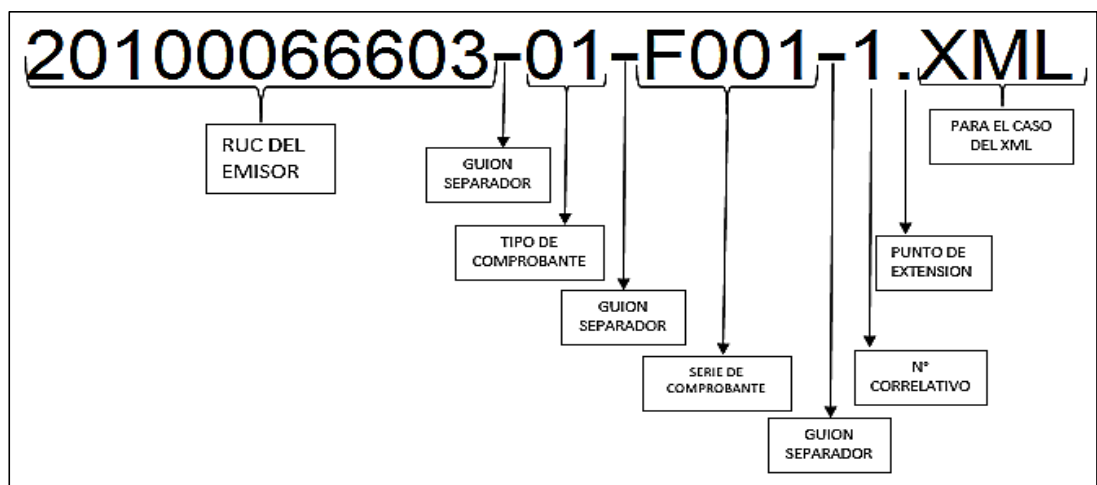 20100066603-01-F001-1.XML
RUC DEL
EMISOR
GUION
SEPARADOR
TIPO DE
COMPROBANTE
GUION
SEPARADOR
SERIE DE
COMPROBANTE
GUION
SEPARADOR
N°
CORRELATIVO
PUNTO DE
EXTENSION
PARA EL CASO
DEL XML